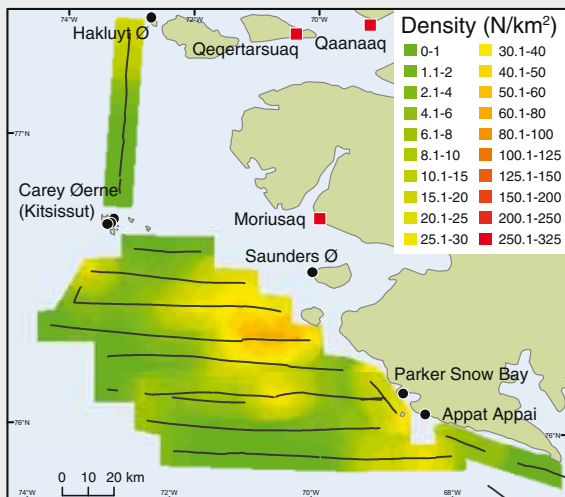 74°W
72°W
70°W
Hakluyt Ø
Qeqertarsuaq
Qaanaaq
77°N
Carey Øerne
(Kitsissut)
Moriusaq
Saunders Ø
Parker Snow Bay
Appat Appai
76°N
76°N
0 10 20 km
74°W
72°W
70°W
68°W
Density (N/km²)
0-1
1.1-2
2.1-4
4.1-6
6.1-8
8.1-10
10.1-15
15.1-20
20.1-25
25.1-30
30.1-40
40.1-50
50.1-60
60.1-80
80.1-100
100.1-125
125.1-150
150.1-200
200.1-250
250.1-325